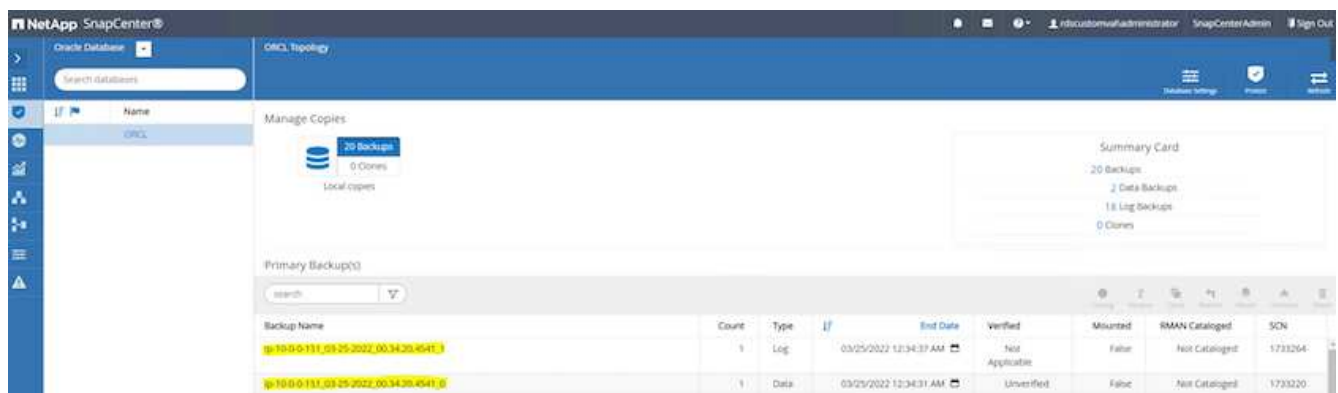 NetApp SnapCenter®
rdscustomval\administrator SnapCenterAdmin Sign Out
Oracle Database
ORCL Topology
Search databases
Database Settings Protect Refresh
Name
ORCL
Manage Copies
20 Backups
0 Clones
Local copies
Summary Card
20 Backups
2 Data Backups
18 Log Backups
0 Clones
Primary Backup(s)
search
Backup Name Count Type End Date Verified Mounted RMAN Cataloged SCN
ip-10-0-0-151_03-25-2022_00.34.20.4541_1 1 Log 03/25/2022 12:34:37 AM Not Applicable False Not Cataloged 1733264
ip-10-0-0-151_03-25-2022_00.34.20.4541_0 1 Data 03/25/2022 12:34:31 AM Unverified False Not Cataloged 1733220